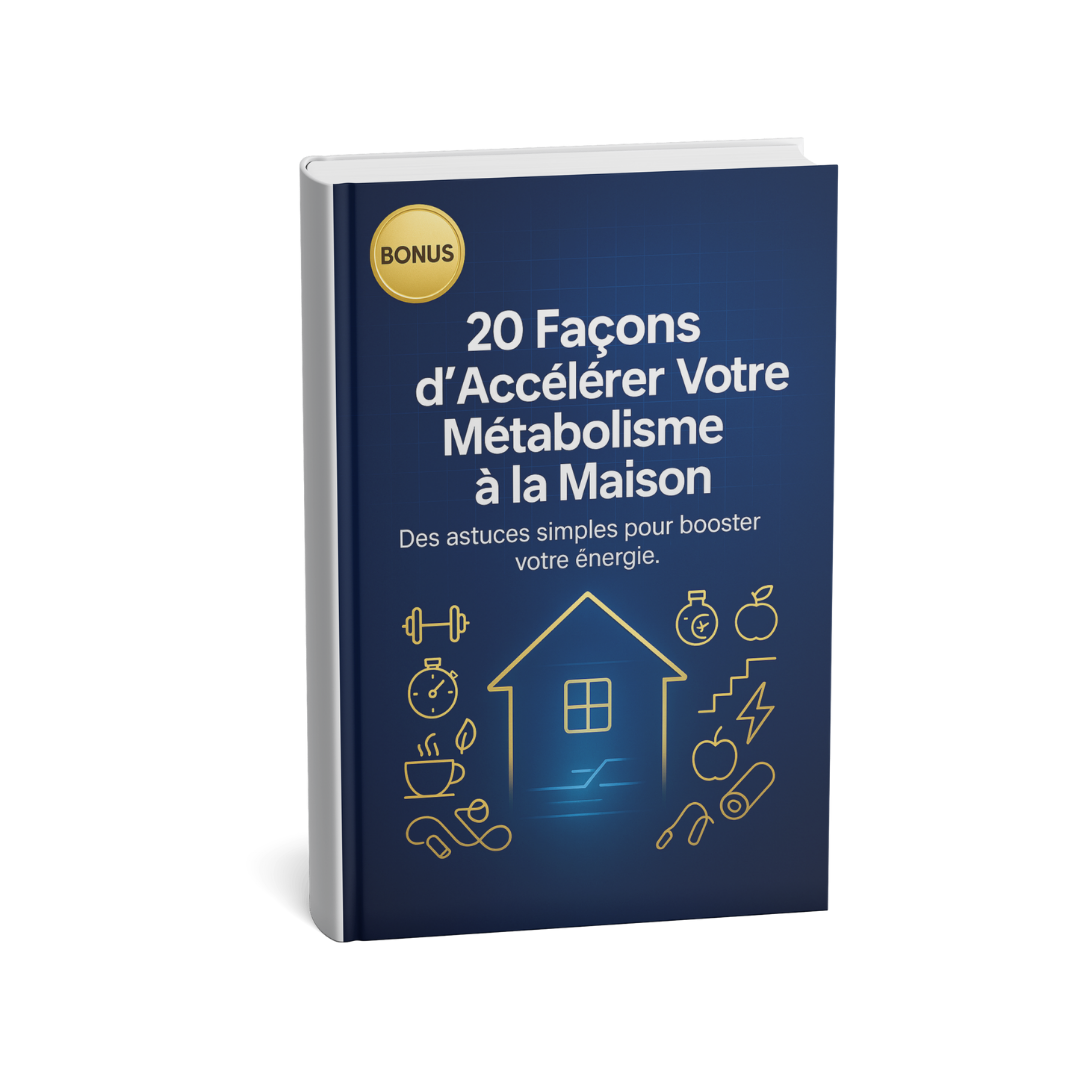 BONUS
20 Façons
d’Accélérer Votre
Métabolisme
à la Maison
Des astuces simples pour booster
votre énergie.